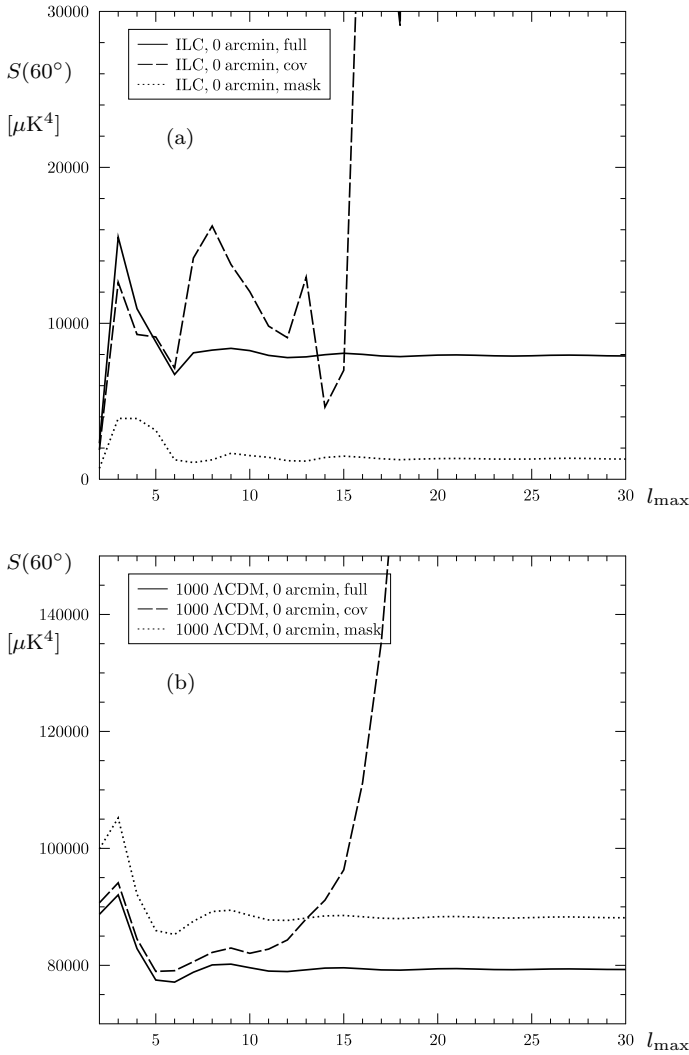 30000
S(60°)
[μK⁴]
20000
10000
0
ILC, 0 arcmin, full
ILC, 0 arcmin, cov
ILC, 0 arcmin, mask
(a)
5 10 15 20 25 30 l_max
S(60°)
[μK⁴]
140000
120000
100000
80000
1000 ΛCDM, 0 arcmin, full
1000 ΛCDM, 0 arcmin, cov
1000 ΛCDM, 0 arcmin, mask
(b)
5 10 15 20 25 30 l_max